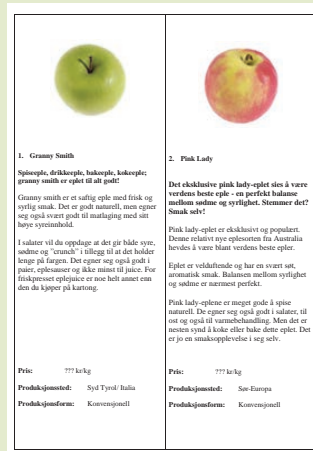 1. Granny Smith
Spiseeple, drikkeeple, bakeeple, kokeeple;
granny smith er eplet til alt godt!
Granny smith er et saftig eple med frisk og
syrlig smak. Det er godt naturell, men egner
seg også svært godt til matlaging med sitt
høye syreinnhold.
I salater vil du oppdage at det gir både syre,
sødme og "crunch" i tillegg til at det holder
lenge på fargen. Det egner seg også godt i
paier, eplesauser og ikke minst til juice. For
friskpresset eplejuice er noe helt annet enn
den du kjøper på kartong.
Pris: ??? kr/kg
Produksjonssted: Syd Tyrol/ Italia
Produksjonsform: Konvensjonell
2. Pink Lady
Det eksklusive pink lady-eplet sies å være
verdens beste eple - en perfekt balanse
mellom sødme og syrlighet. Stemmer det?
Smak selv!
Pink lady-eplet er eksklusivt og populært.
Denne relativt nye eplesorten fra Australia
hevdes å være blant verdens beste epler.
Eplet er velduftende og har en svært søt,
aromatisk smak. Balansen mellom syrlighet
og sødme er nærmest perfekt.
Pink lady-eplene er meget gode å spise
naturell. De egner seg også godt i salater, til
ost og også til varmebehandling. Men det er
nesten synd å koke eller bake dette eplet. Det
er jo en smaksopplevelse i seg selv.
Pris: ??? kr/kg
Produksjonssted: Sør-Europa
Produksjonsform: Konvensjonell